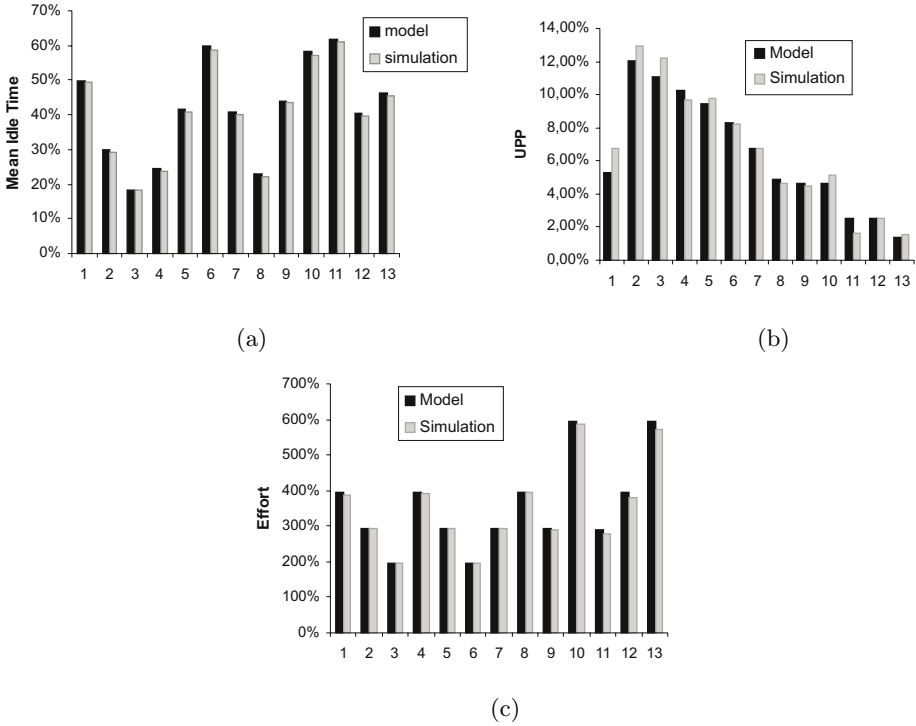 70%
60%
50%
40%
30%
20%
10%
0%
Mean Idle Time
model
simulation
1 2 3 4 5 6 7 8 9 10 11 12 13
(a)
14,00%
12,00%
10,00%
8,00%
6,00%
4,00%
2,00%
0,00%
UPP
Model
Simulation
1 2 3 4 5 6 7 8 9 10 11 12 13
(b)
700%
600%
500%
400%
300%
200%
100%
0%
Effort
Model
Simulation
1 2 3 4 5 6 7 8 9 10 11 12 13
(c)